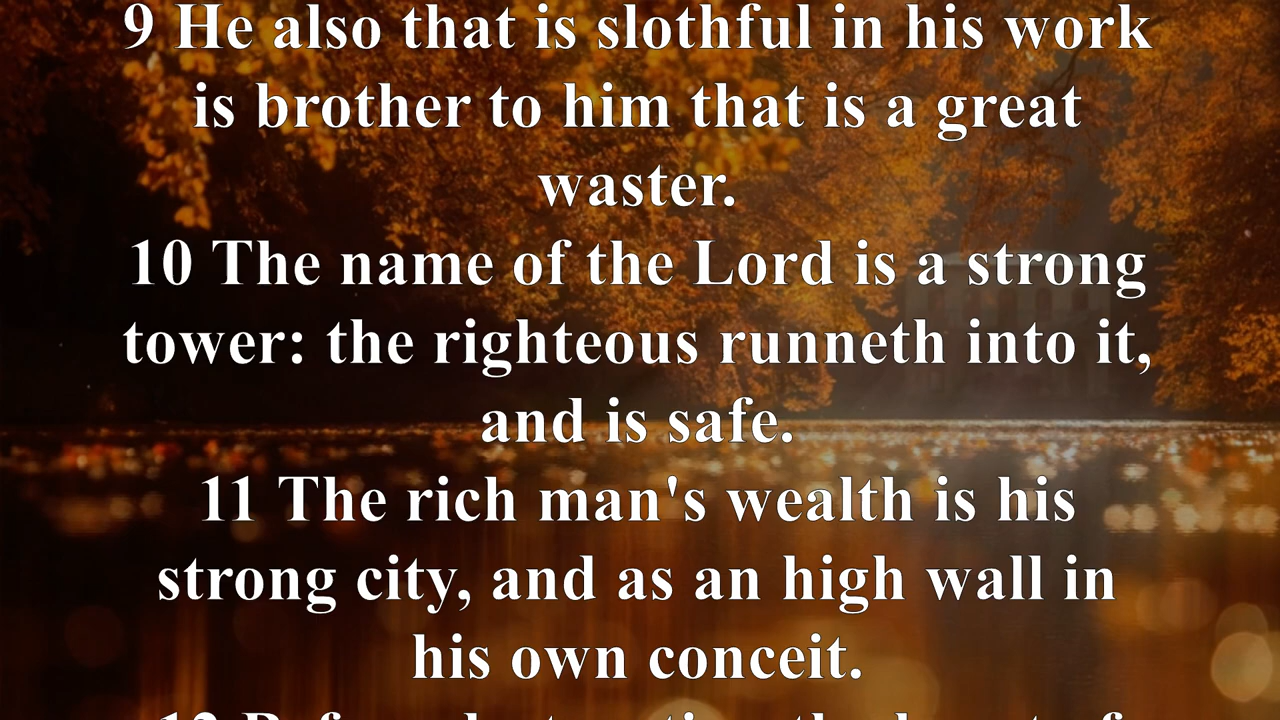 9 He also that is slothful in his work
is brother to him that is a great
waster.
10 The name of the Lord is a strong
tower: the righteous runneth into it,
and is safe.
11 The rich man's wealth is his
strong city, and as an high wall in
his own conceit.